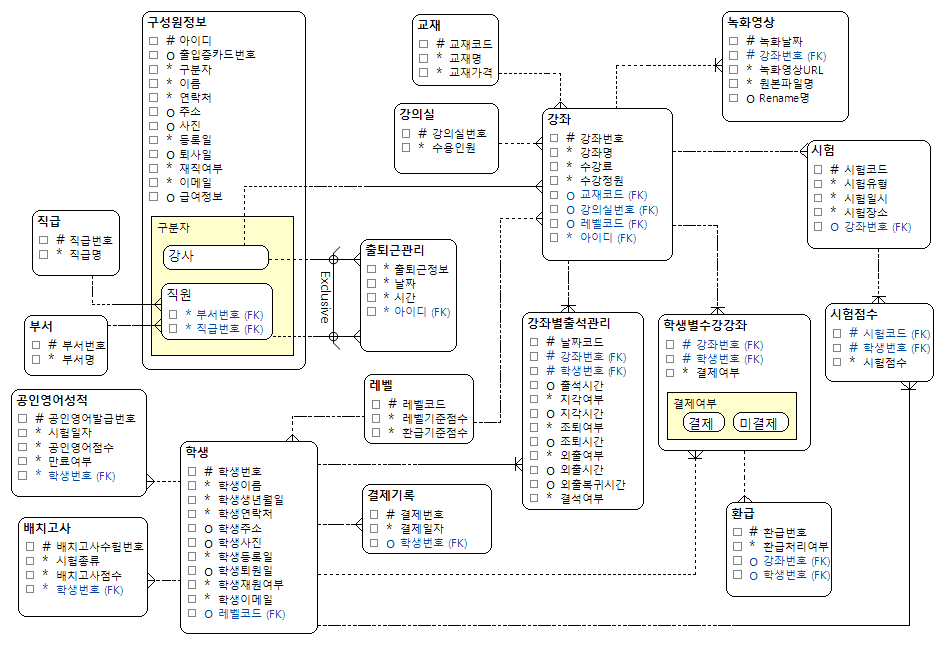 구성원정보
# 아이디
o 출입증카드번호
* 구분자
* 이름
* 연락처
o 주소
o 사진
* 등록일
o 퇴사일
* 재직여부
* 이메일
o 급여정보
구분자
강사
직원
* 부서번호 (FK)
* 직급번호 (FK)
교재
# 교재코드
* 교재명
* 교재가격
녹화영상
# 녹화날짜
# 강좌번호 (FK)
* 녹화영상URL
* 원본파일명
o Rename명
강의실
# 강의실번호
* 수용인원
강좌
# 강좌번호
* 강좌명
* 수강료
* 수강정원
o 교재코드 (FK)
o 강의실번호 (FK)
o 레벨코드 (FK)
* 아이디 (FK)
시험
# 시험코드
* 시험유형
* 시험일시
* 시험장소
o 강좌번호 (FK)
직급
# 직급번호
* 직급명
출퇴근관리
* 출퇴근정보
* 날짜
* 시간
* 아이디 (FK)
Exclusive
부서
# 부서번호
* 부서명
강좌별출석관리
# 날짜코드
# 강좌번호 (FK)
# 학생번호 (FK)
o 출석시간
* 지각여부
o 지각시간
* 조퇴여부
o 조퇴시간
* 외출여부
o 외출시간
o 외출복귀시간
* 결석여부
학생별수강강좌
# 강좌번호 (FK)
# 학생번호 (FK)
* 결제여부
결제여부
결제
미결제
시험점수
# 시험코드 (FK)
# 학생번호 (FK)
* 시험점수
공인영어성적
# 공인영어발급번호
* 시험일자
* 공인영어점수
* 만료여부
* 학생번호 (FK)
레벨
# 레벨코드
* 레벨기준점수
* 환급기준점수
학생
# 학생번호
* 학생이름
* 학생생년월일
* 학생연락처
o 학생주소
o 학생사진
* 학생등록일
o 학생퇴원일
* 학생재원여부
* 학생이메일
o 레벨코드 (FK)
결제기록
# 결제번호
* 결제일자
o 학생번호 (FK)
배치고사
# 배치고사수험번호
* 시험종류
* 배치고사점수
* 학생번호 (FK)
환급
# 환급번호
* 환급처리여부
o 강좌번호 (FK)
o 학생번호 (FK)